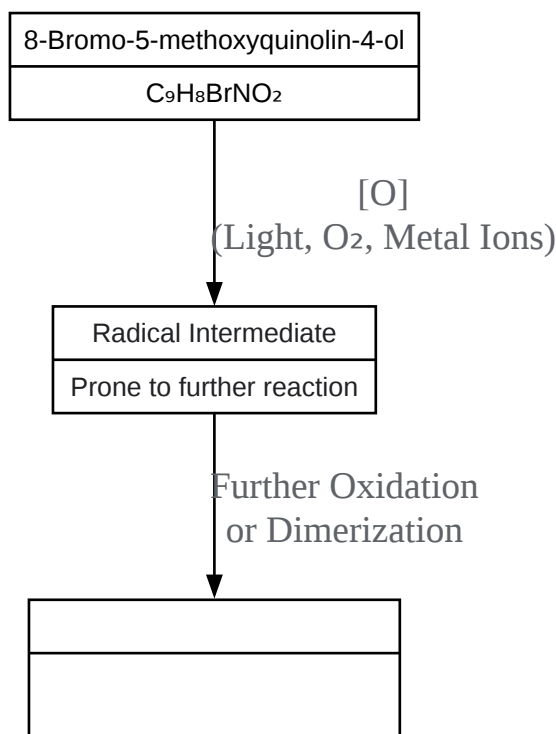 8-Bromo-5-methoxyquinolin-4-ol
C₉H₈BrNO₂
[O]
(Light, O₂, Metal Ions)
Radical Intermediate
Prone to further reaction
Further Oxidation
or Dimerization